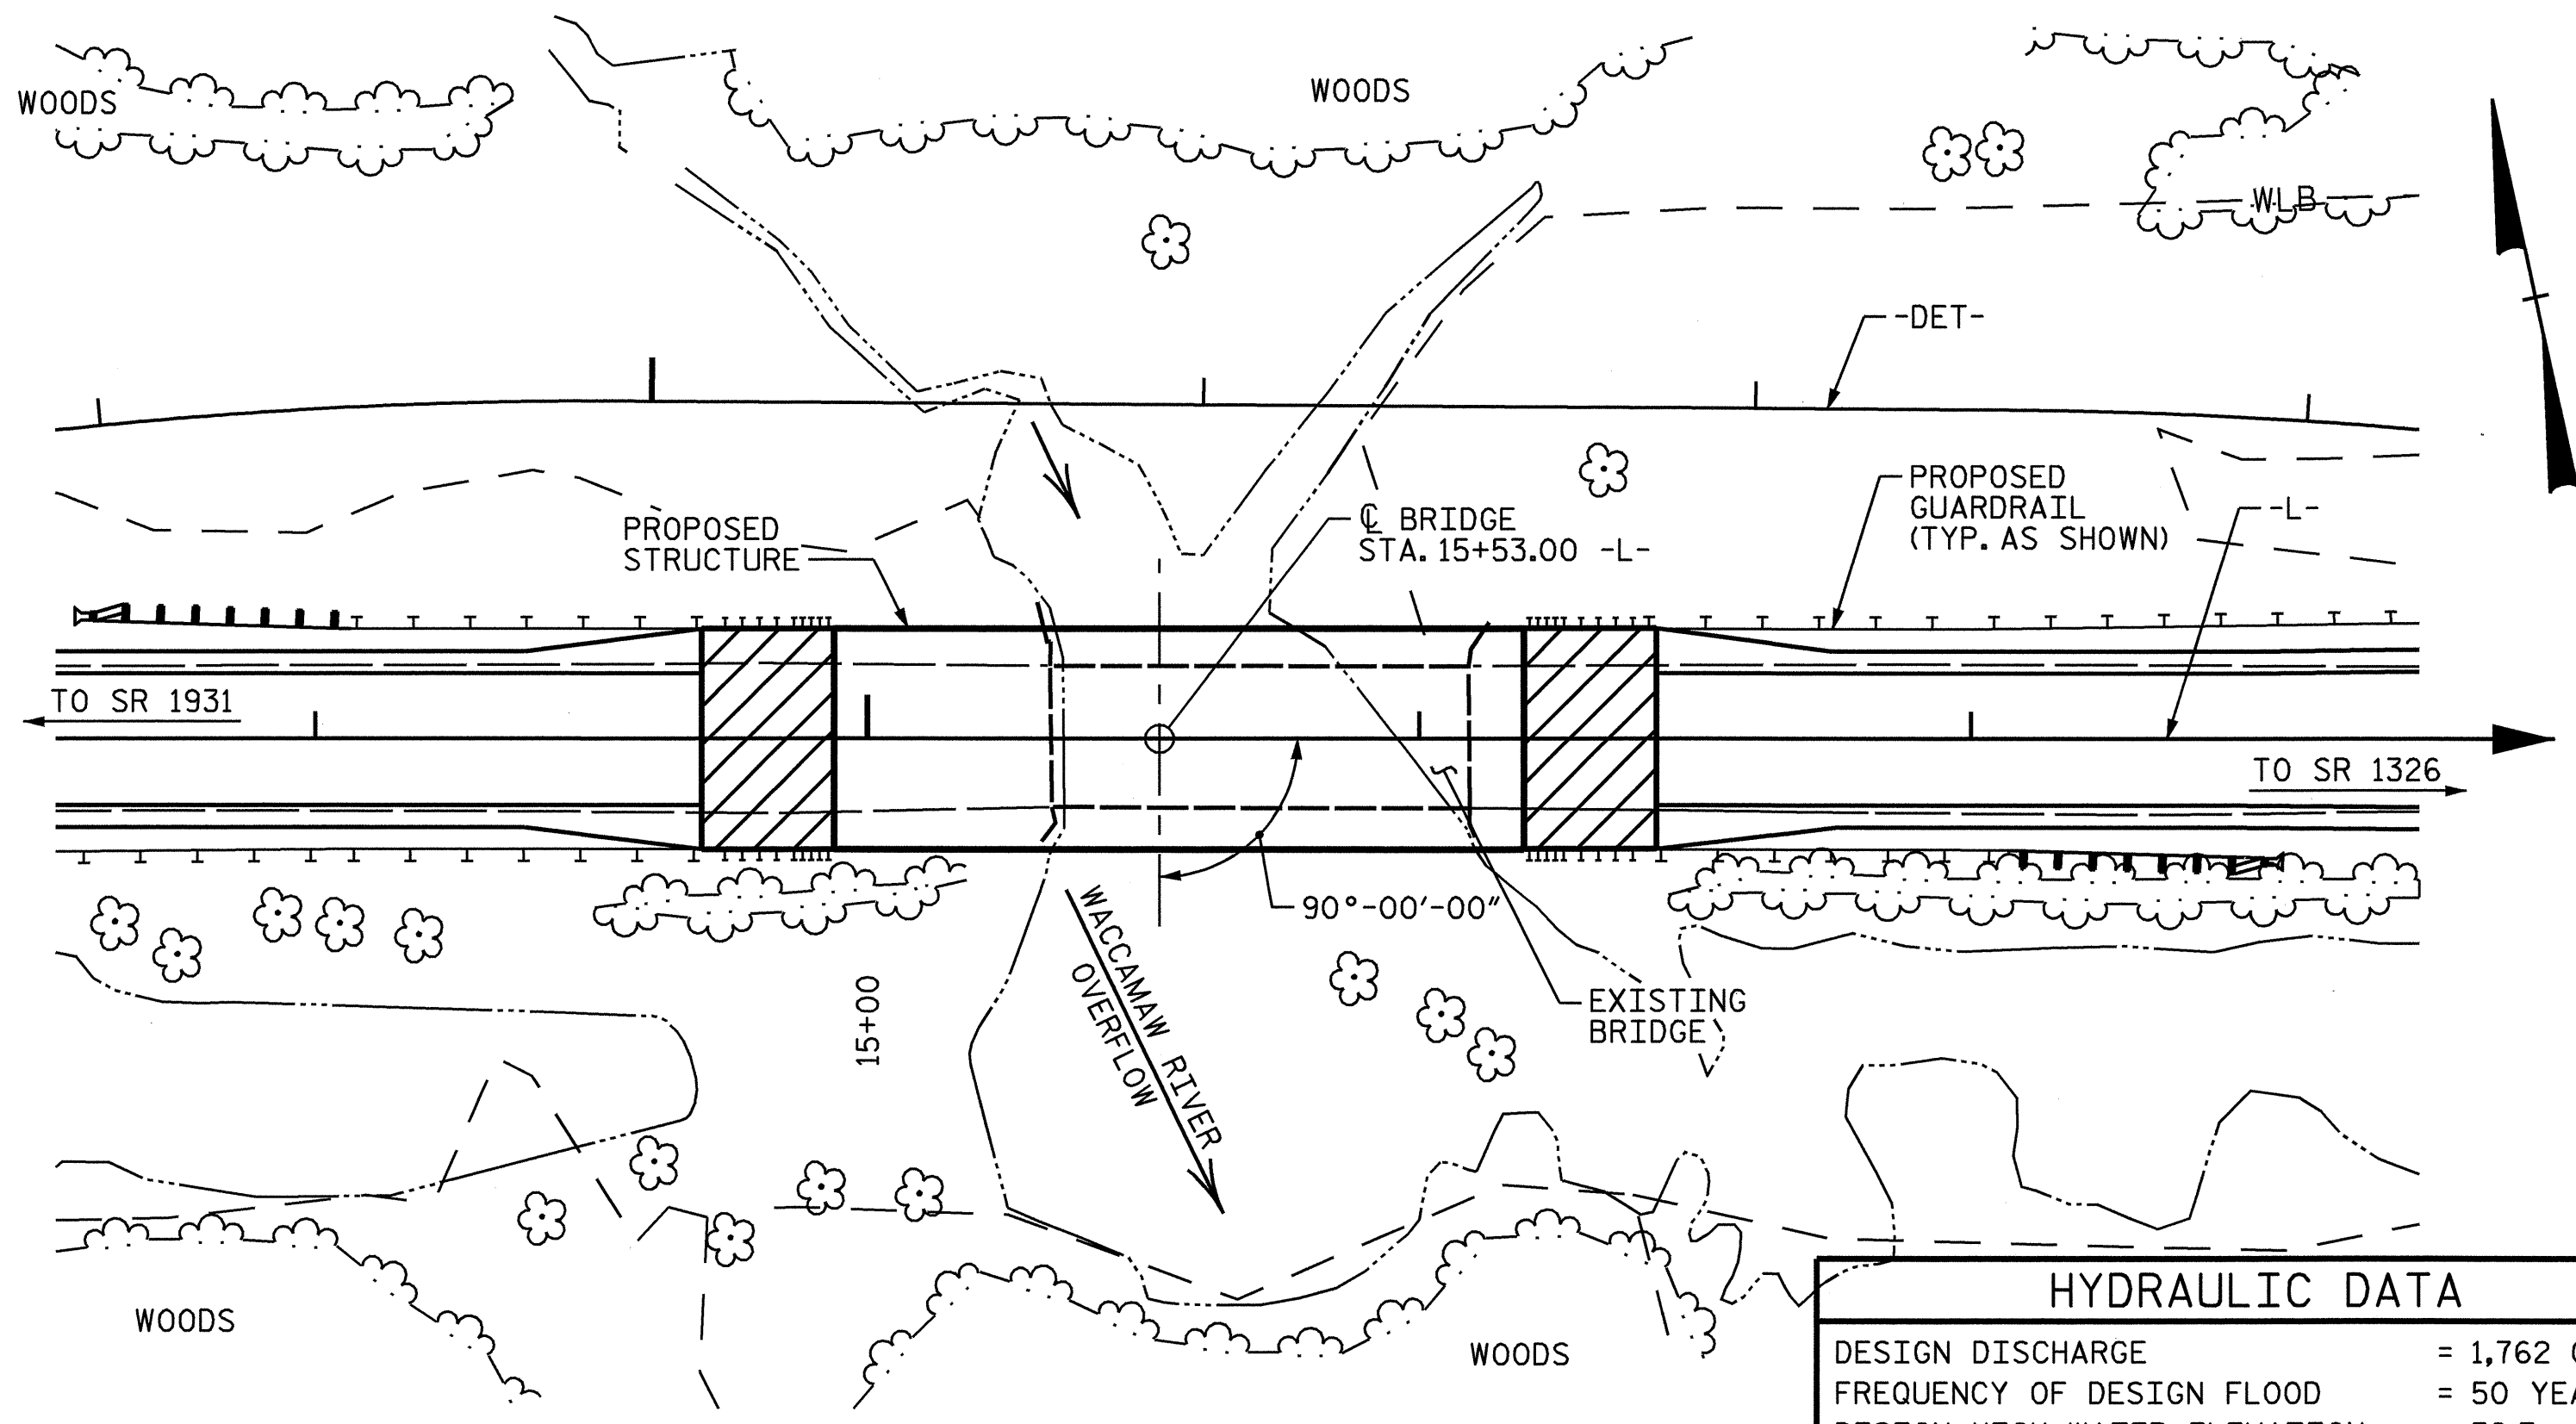 WOODS
WOODS
WLB
-DET-
PROPOSED
GUARDRAIL
(TYP. AS SHOWN)
-L-
PROPOSED
STRUCTURE
℄ BRIDGE
STA. 15+53.00 -L-
TO SR 1931
TO SR 1326
90°-00'-00"
WACCAMAW RIVER
OVERFLOW
15+00
EXISTING
BRIDGE
WOODS
WOODS
HYDRAULIC DATA
DESIGN DISCHARGE = 1,762
FREQUENCY OF DESIGN FLOOD = 50